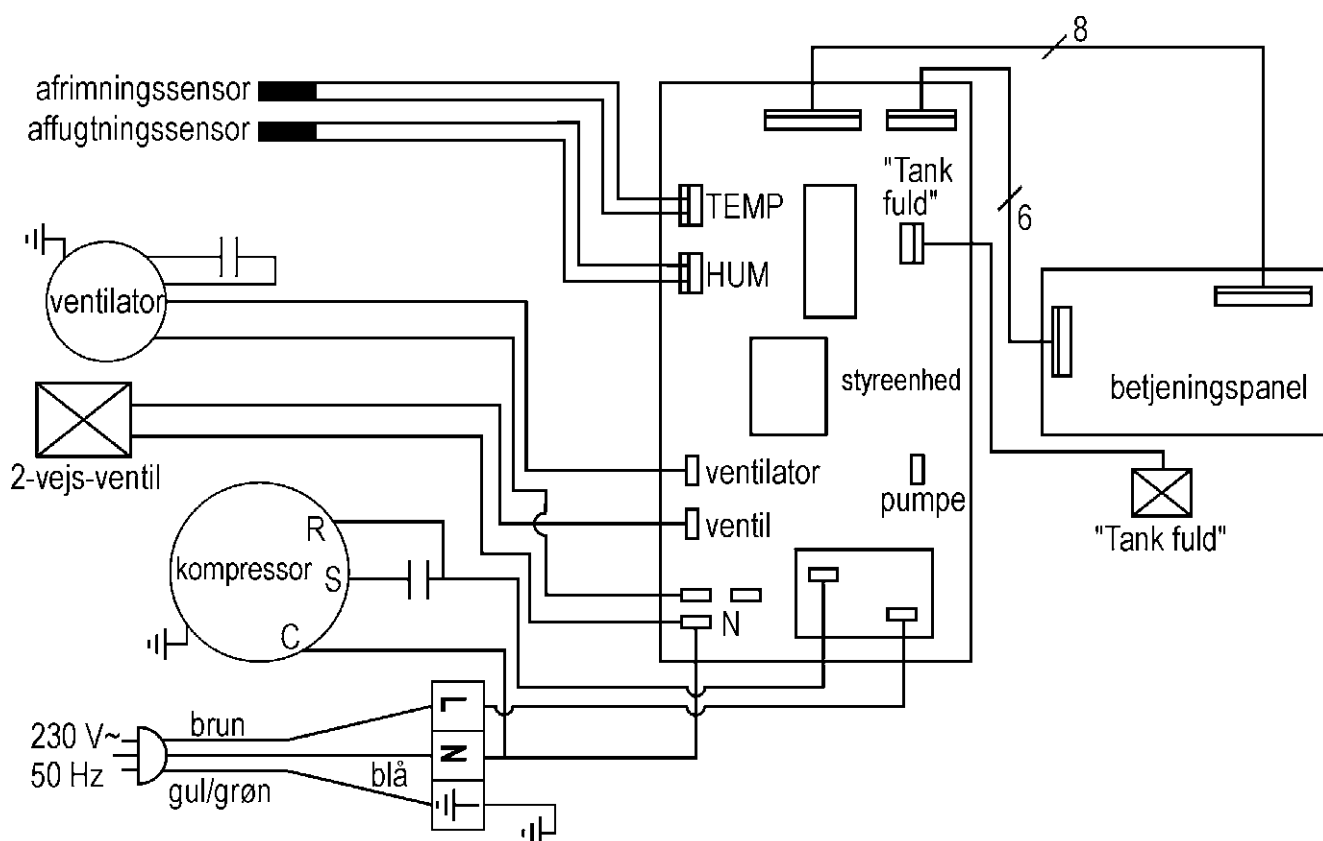 8
afrimningssensor
affugtningssensor
"Tank
fuld"
TEMP
6
HUM
ventilator
styreenhed
betjeningspanel
2-vejs-ventil
ventilator
pumpe
ventil
"Tank fuld"
R
kompressor
S
N
C
L
brun
230 V~
N
50 Hz
blå
gul/grøn